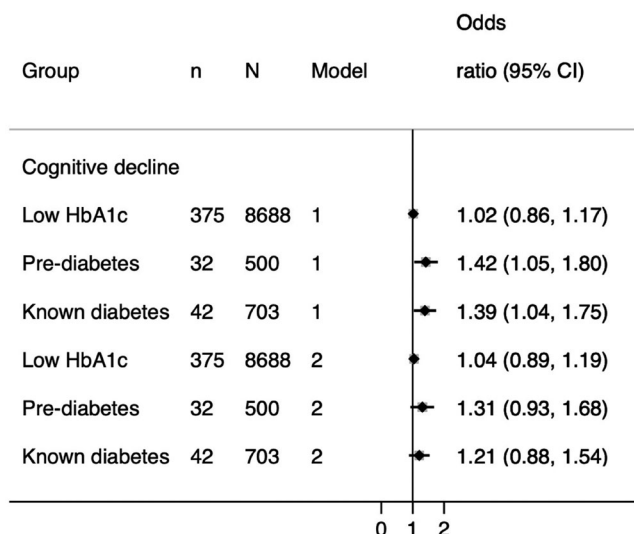 Odds
Group n N Model ratio (95% CI)
Cognitive decline
Low HbA1c 375 8688 1 1.02 (0.86, 1.17)
Pre-diabetes 32 500 1 1.42 (1.05, 1.80)
Known diabetes 42 703 1 1.39 (1.04, 1.75)
Low HbA1c 375 8688 2 1.04 (0.89, 1.19)
Pre-diabetes 32 500 2 1.31 (0.93, 1.68)
Known diabetes 42 703 2 1.21 (0.88, 1.54)
0 1 2